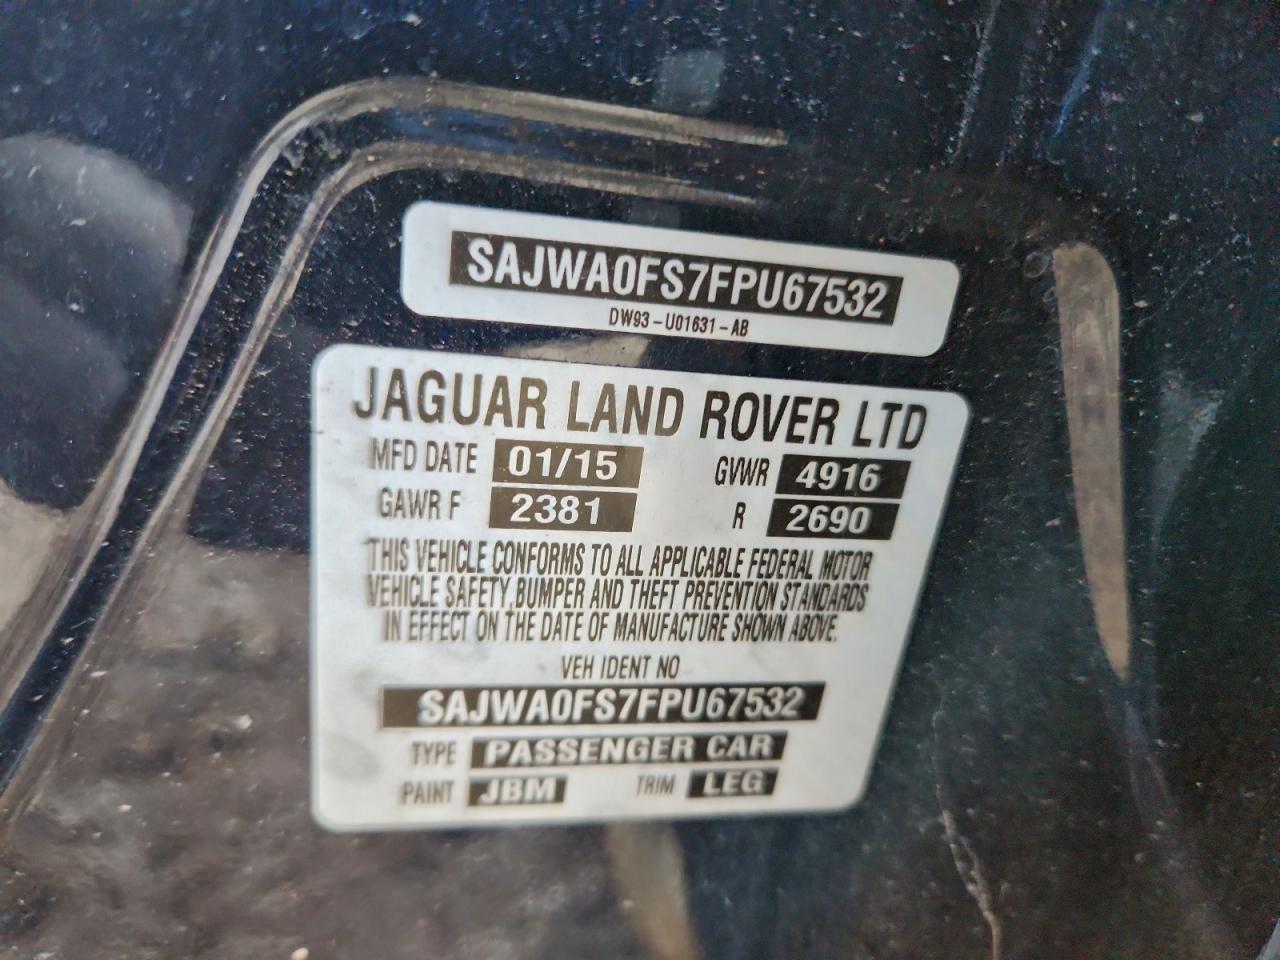 SAJWA0FS7FPU67532
DW93-U01631-AB
JAGUAR LAND ROVER LTD
MFD DATE 01/15 GVWR 4916
GAWR F 2381 R 2690
THIS VEHICLE CONFORMS TO ALL APPLICABLE FEDERAL MOTOR
VEHICLE SAFETY, BUMPER AND THEFT PREVENTION STANDARDS
IN EFFECT ON THE DATE OF MANUFACTURE SHOWN ABOVE.
VEH IDENT NO
SAJWA0FS7FPU67532
TYPE PASSENGER CAR
PAINT JBM TRIM LEG